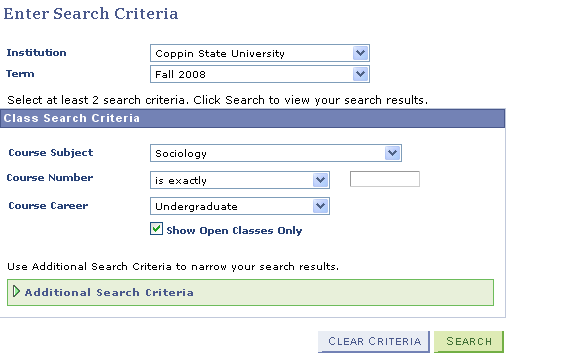 Enter Search Criteria
Institution Coppin State University
Term Fall 2008
Select at least 2 search criteria. Click Search to view your search results.
Class Search Criteria
Course Subject Sociology
Course Number is exactly
Course Career Undergraduate
Show Open Classes Only
Use Additional Search Criteria to narrow your search results.
Additional Search Criteria
CLEAR CRITERIA SEARCH